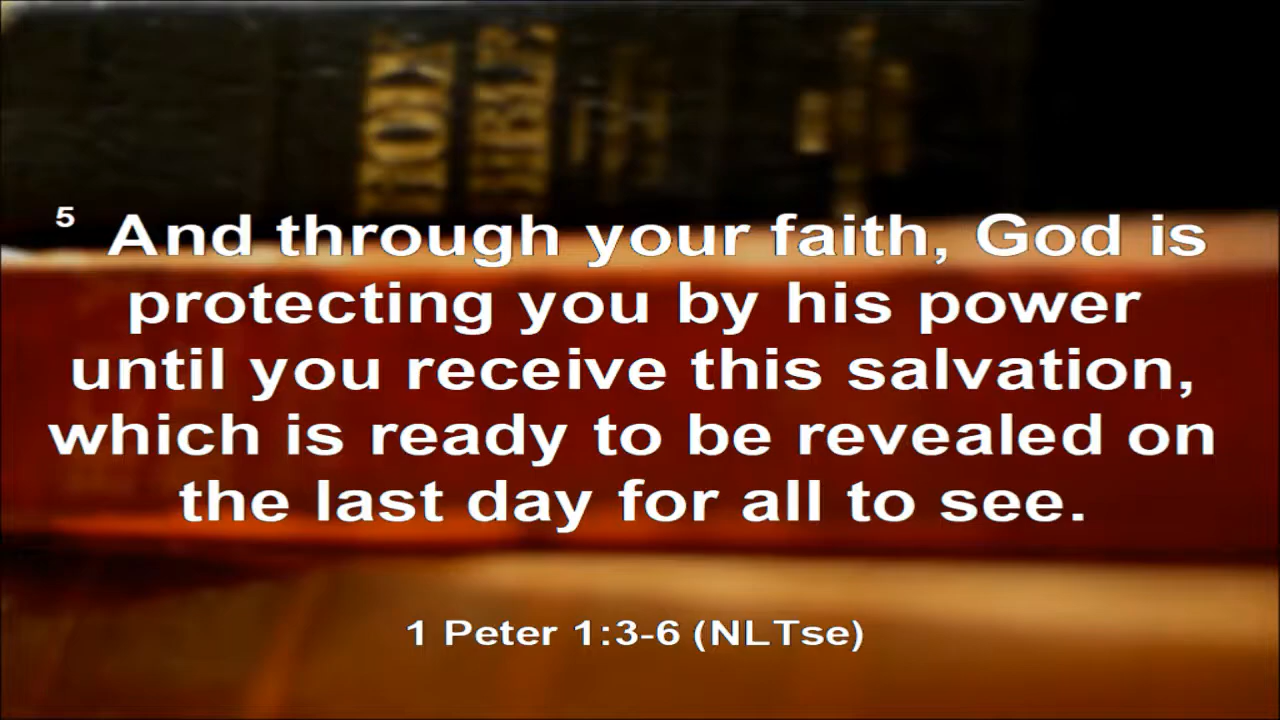 5 And through your faith, God is
protecting you by his power
until you receive this salvation,
which is ready to be revealed on
the last day for all to see.
1 Peter 1:3-6 (NLTse)